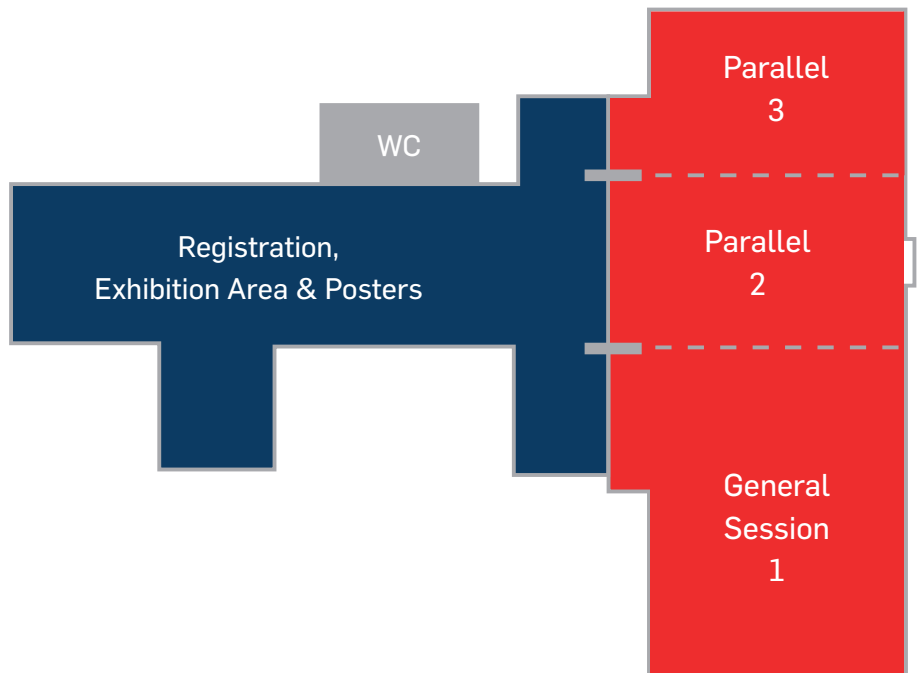 Parallel
3
WC
Parallel
2
Registration,
Exhibition Area & Posters
General
Session
1